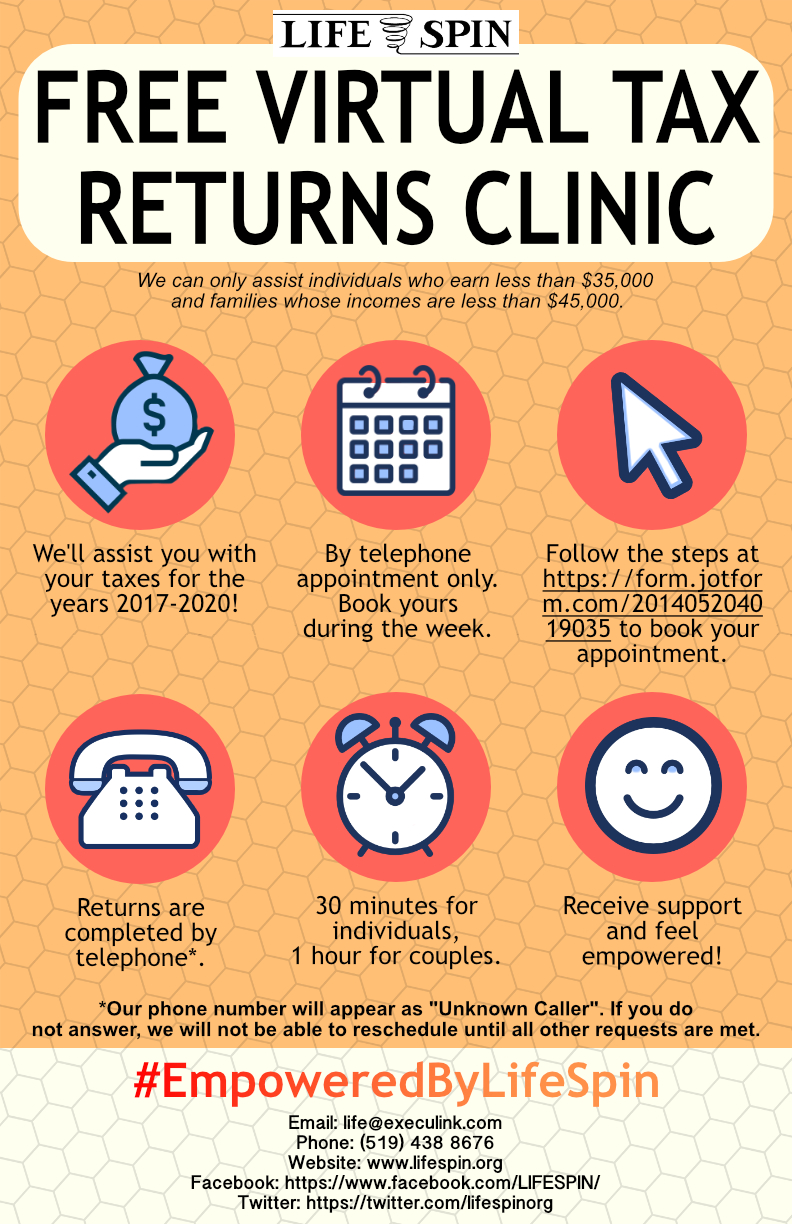 LIFE SPIN
FREE VIRTUAL TAX
RETURNS CLINIC
We can only assist individuals who earn less than $35,000
and families whose incomes are less than $45,000.
$
We'll assist you with
your taxes for the
years 2017-2020!
By telephone
appointment only.
Book yours
during the week.
Follow the steps at
https://form.jotfor
m.com/2014052040
19035 to book your
appointment.
Returns are
completed by
telephone*.
30 minutes for
individuals,
1 hour for couples.
Receive support
and feel
empowered!
*Our phone number will appear as "Unknown Caller". If you do
not answer, we will not be able to reschedule until all other requests are met.
#EmpoweredByLifeSpin
Email: life@execulink.com
Phone: (519) 438 8676
Website: www.lifespin.org
Facebook: https://www.facebook.com/LIFESPIN/
Twitter: https://twitter.com/lifespinorg